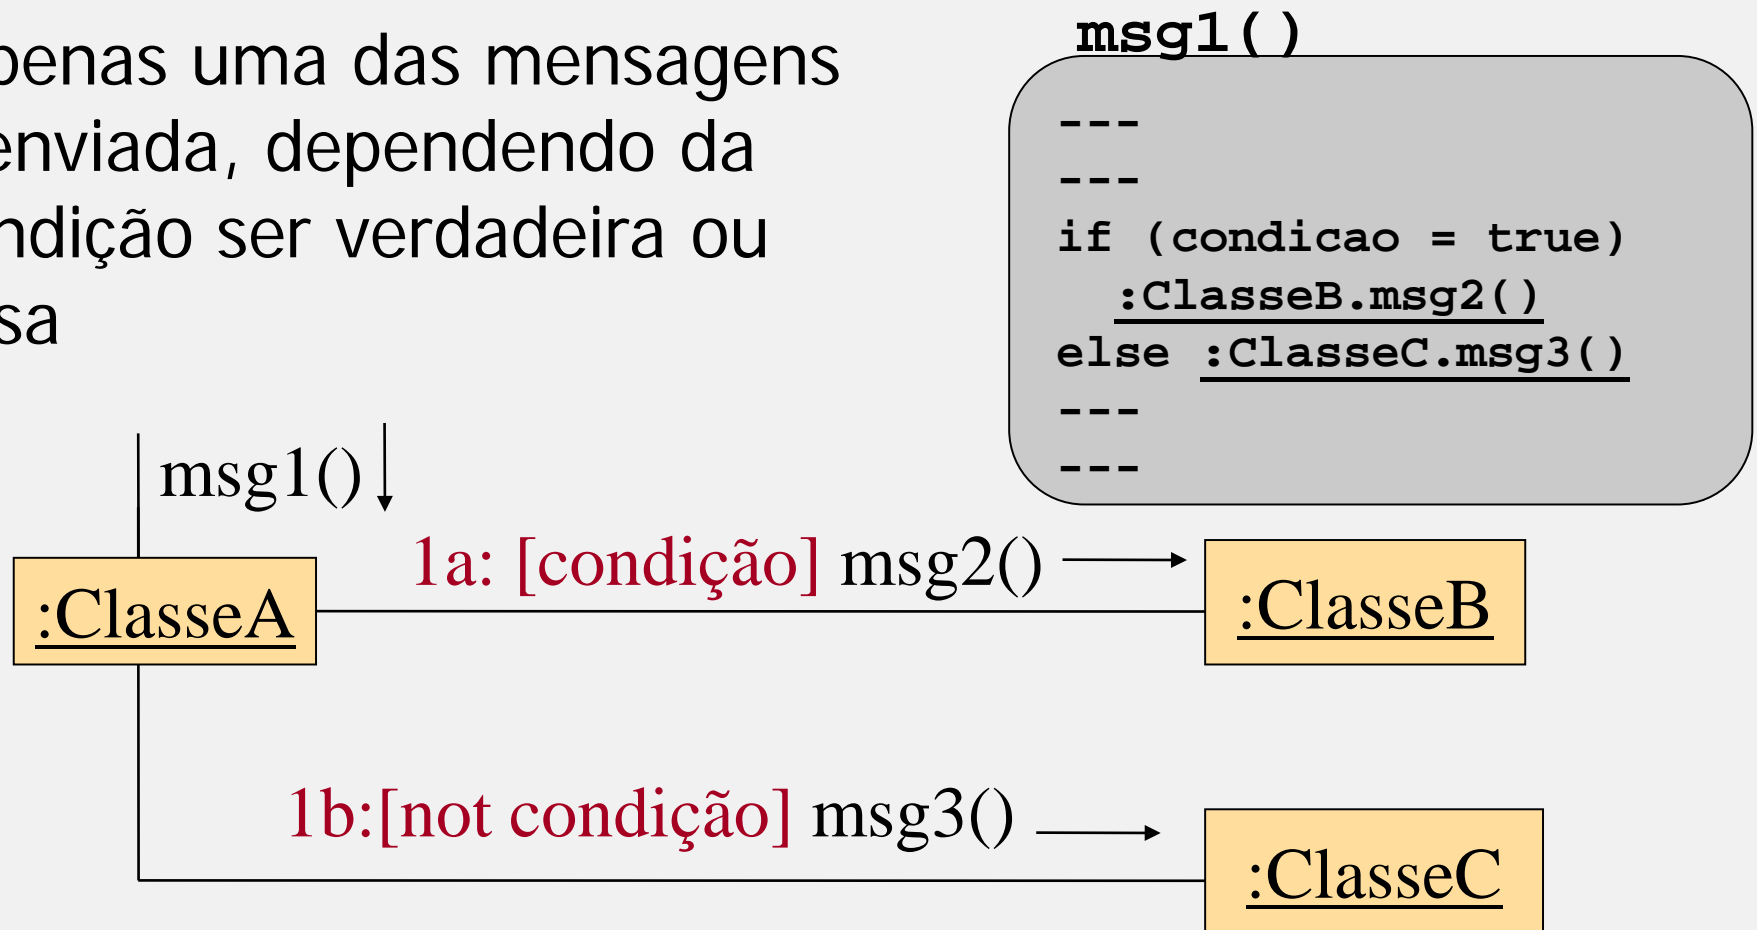 penas uma das mensagens
enviada, dependendo da
ndição ser verdadeira ou
sa
msg1()
---
---
if (condicao = true)
:ClasseB.msg2()
else :ClasseC.msg3()
---
---
msg1()
1a: [condição] msg2()
:ClasseA
:ClasseB
1b:[not condição] msg3()
:ClasseC